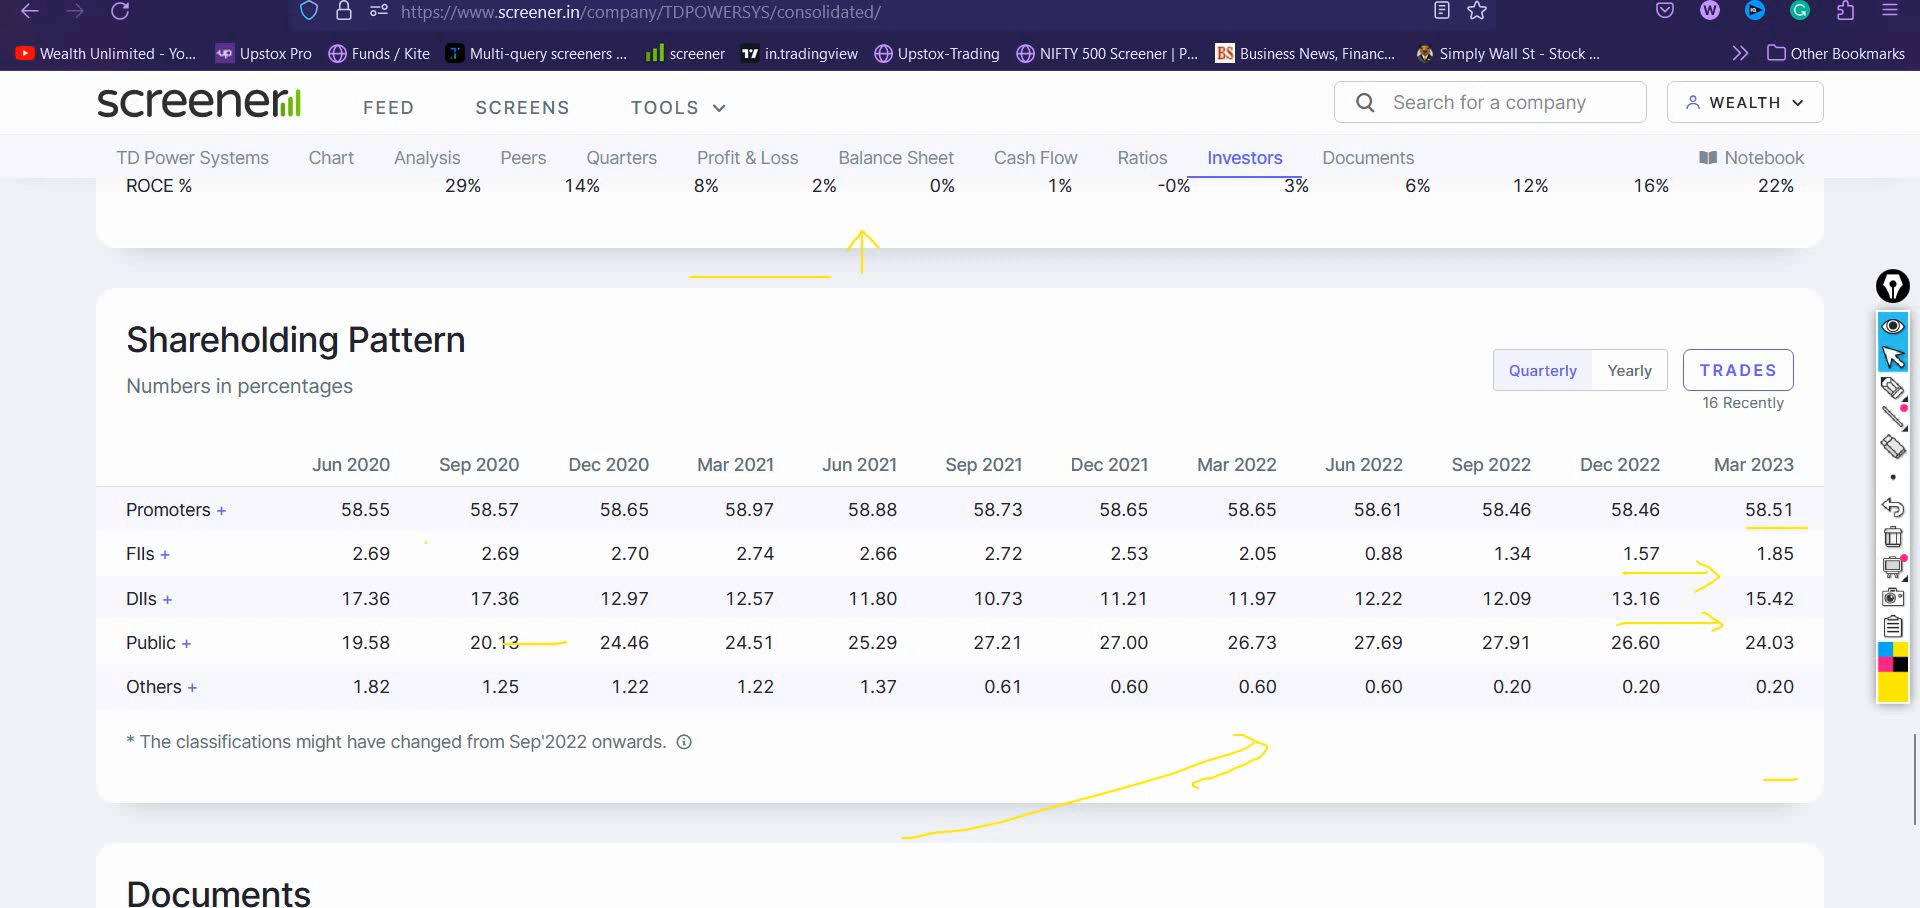 https://www.screener.in/company/TDPOWERSYS/consolidated/
Wealth Unlimited - Yo... up Upstox Pro Funds / Kite Multi-query screeners ... screener in.tradingview Upstox-Trading NIFTY 500 Screener | P... BS Business News, Financ... Simply Wall St - Stock ... Other Bookmarks
screener FEED SCREENS TOOLS Search for a company WEALTH
TD Power Systems Chart Analysis Peers Quarters Profit & Loss Balance Sheet Cash Flow Ratios Investors Documents Notebook
ROCE % 29% 14% 8% 2% 0% 1% -0% 3% 6% 12% 16% 22%
Shareholding Pattern
Numbers in percentages
Quarterly Yearly TRADES
16 Recently
Jun 2020 Sep 2020 Dec 2020 Mar 2021 Jun 2021 Sep 2021 Dec 2021 Mar 2022 Jun 2022 Sep 2022 Dec 2022 Mar 2023
Promoters + 58.55 58.57 58.65 58.97 58.88 58.73 58.65 58.65 58.61 58.46 58.46 58.51
FIIs + 2.69 2.69 2.70 2.74 2.66 2.72 2.53 2.05 0.88 1.34 1.57 1.85
DIIs + 17.36 17.36 12.97 12.57 11.80 10.73 11.21 11.97 12.22 12.09 13.16 15.42
Public + 19.58 20.13 24.46 24.51 25.29 27.21 27.00 26.73 27.69 27.91 26.60 24.03
Others + 1.82 1.25 1.22 1.22 1.37 0.61 0.60 0.60 0.60 0.20 0.20 0.20
* The classifications might have changed from Sep'2022 onwards.
Documents